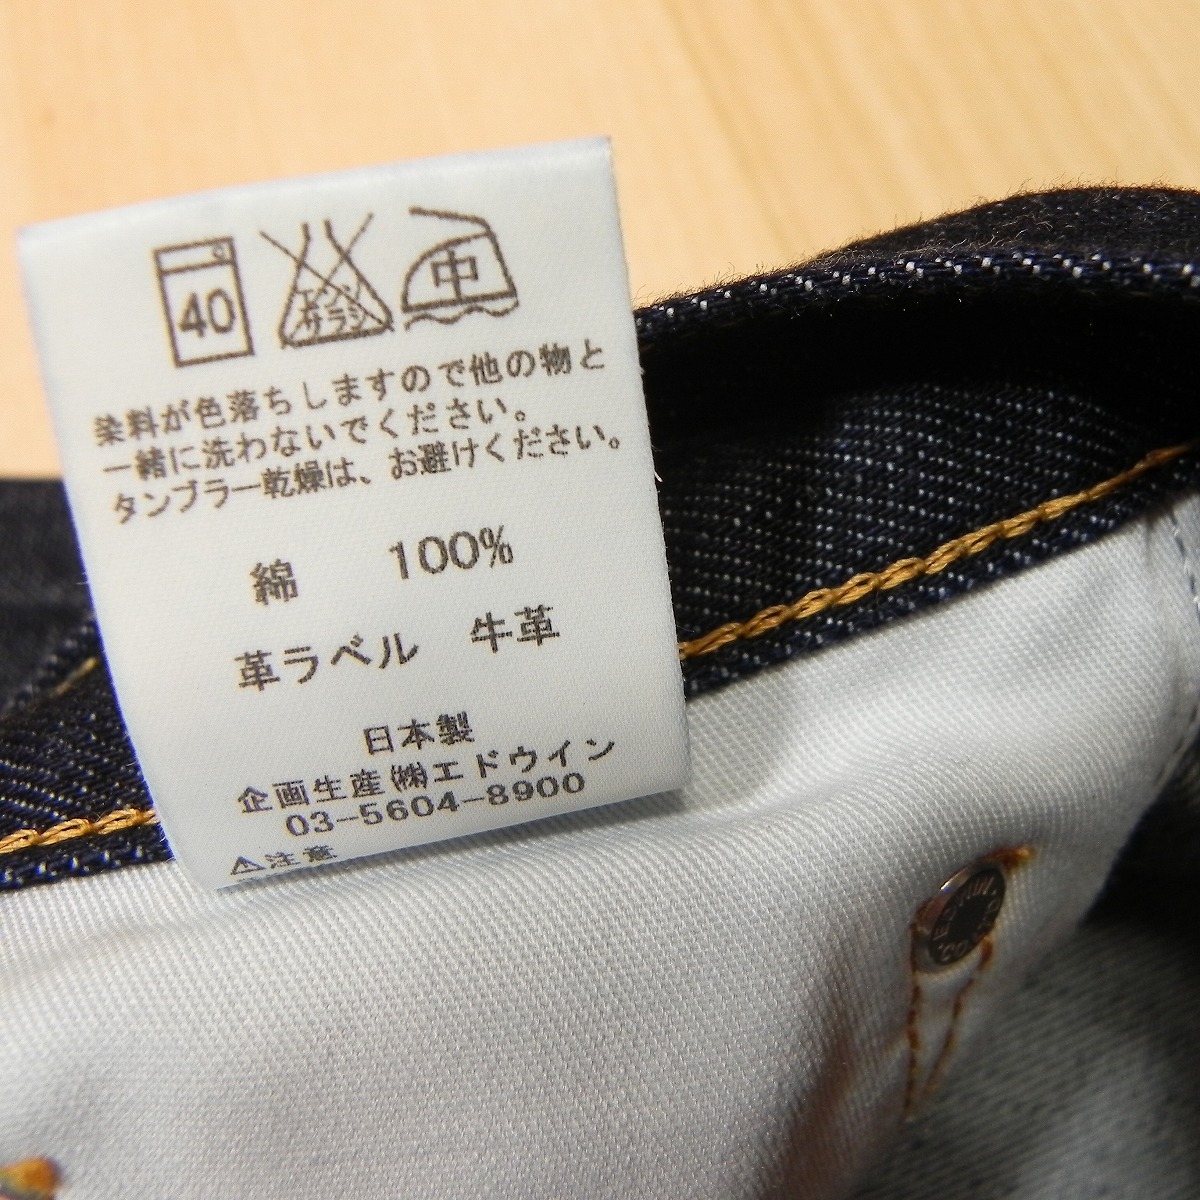 40
エンソ
サラシ
中
染料が色落ちしますので他の物と
一緒に洗わないでください。
タンブラー乾燥は、お避けください。
綿 100%
革ラベル 牛革
日本製
企画生産㈱エドウイン
03-5604-8900
⚠注意
EDWIN
CO.